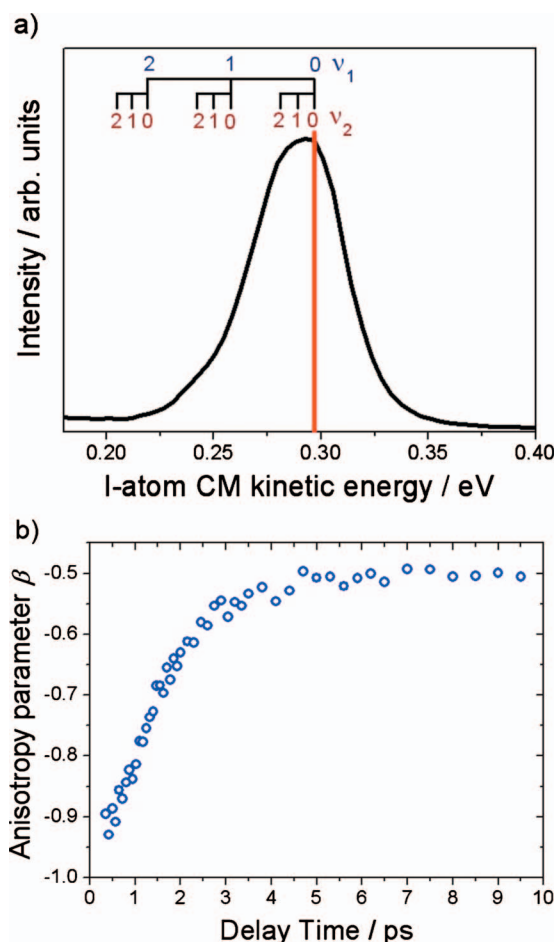 a)
2 1 0 ν1
2 1 0 2 1 0 2 1 0 ν2
Intensity / arb. units
0.20 0.25 0.30 0.35 0.40
I-atom CM kinetic energy / eV
b)
Anisotropy parameter β
-0.5
-0.6
-0.7
-0.8
-0.9
-1.0
0 1 2 3 4 5 6 7 8 9 10
Delay Time / ps